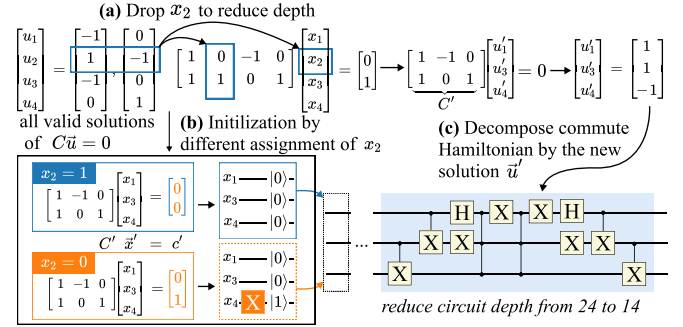 (a) Drop x₂ to reduce depth
[u₁ u₂ u₃ u₄] = [-1 1 -1 0], [0 -1 0 1]
[1 0 -1 0; 1 1 0 1] [x₁ x₂ x₃ x₄] = [0 1] → [1 -1 0; 1 0 1] [u′₁ u′₃ u′₄] = 0 → [u′₁ u′₃ u′₄] = [1 1 -1]
C′
all valid solutions
of Cu⃗ = 0
(b) Initilization by
different assignment of x₂
(c) Decompose commute
Hamiltonian by the new
solution u⃗′
x₂ = 1
[1 -1 0; 1 0 1] [x₁ x₃ x₄] = [0 0]
x₁ |0⟩
x₃ |0⟩
x₄ |0⟩
C′ x⃗′ = c′
x₂ = 0
[1 -1 0; 1 0 1] [x₁ x₃ x₄] = [0 1]
x₁ |0⟩
x₃ |0⟩
x₄ X |1⟩
...
H X X H
X X X X
X X
reduce circuit depth from 24 to 14